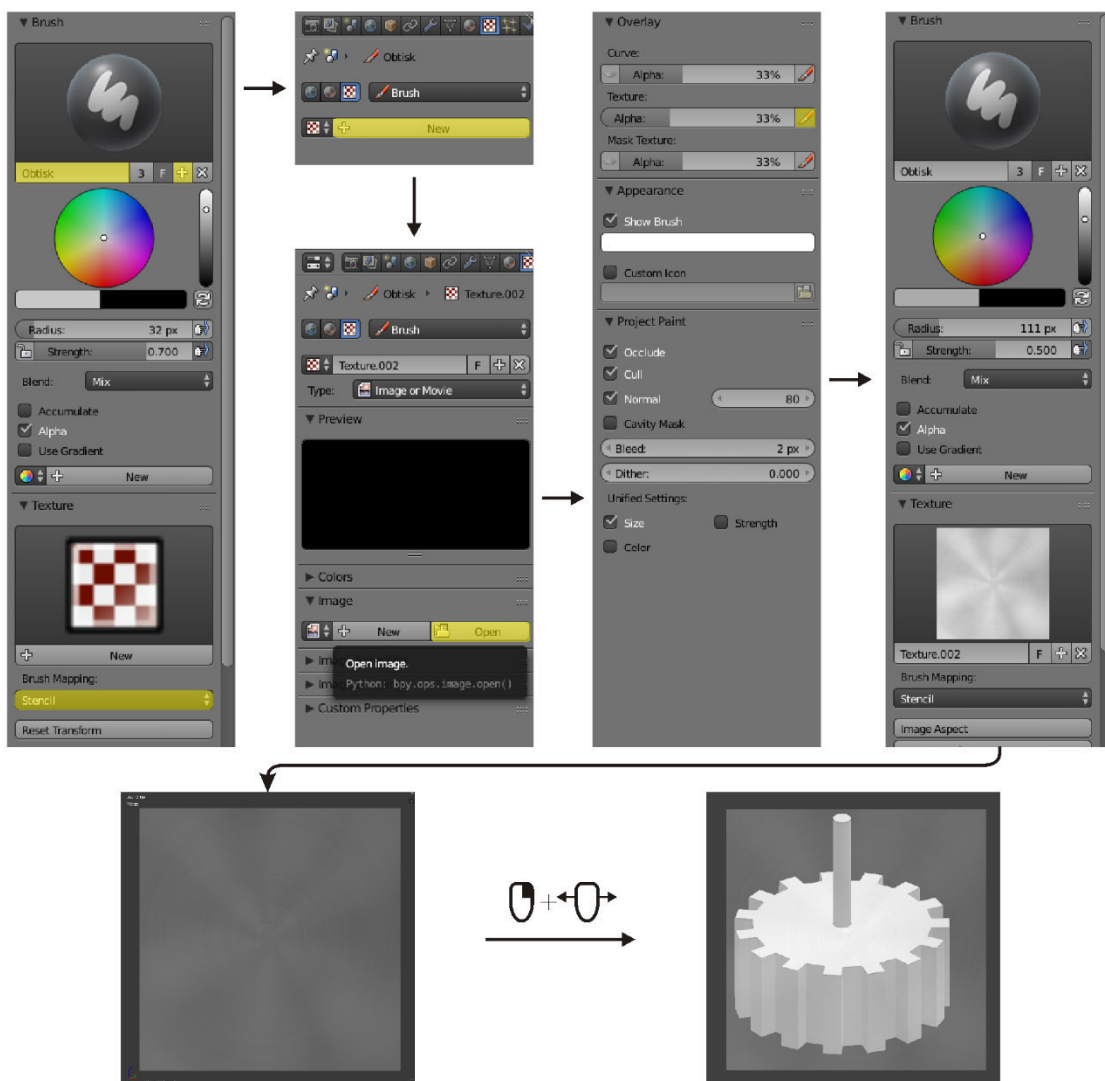 ▼ Brush
Obtisk 3 F
Radius: 32 px
Strength: 0.700
Blend: Mix
Accumulate
Alpha
Use Gradient
New
▼ Texture
New
Brush Mapping:
Stencil
Reset Transform
Obtisk
Brush
New
Obtisk Texture.002
Brush
Texture.002 F
Type: Image or Movie
▼ Preview
▶ Colors
▼ Image
New Open
Open image.
Python: bpy.ops.image.open()
▶ Custom Properties
▼ Overlay
Curve:
Alpha: 33%
Texture:
Alpha: 33%
Mask Texture:
Alpha: 33%
▼ Appearance
Show Brush
Custom Icon
▼ Project Paint
Occlude
Cull
Normal 80
Cavity Mask
Bleed: 2 px
Dither: 0.000
Unified Settings:
Size Strength
Color
▼ Brush
Obtisk 3 F
Radius: 111 px
Strength: 0.500
Blend: Mix
Accumulate
Alpha
Use Gradient
New
▼ Texture
Texture.002 F
Brush Mapping:
Stencil
Image Aspect
+